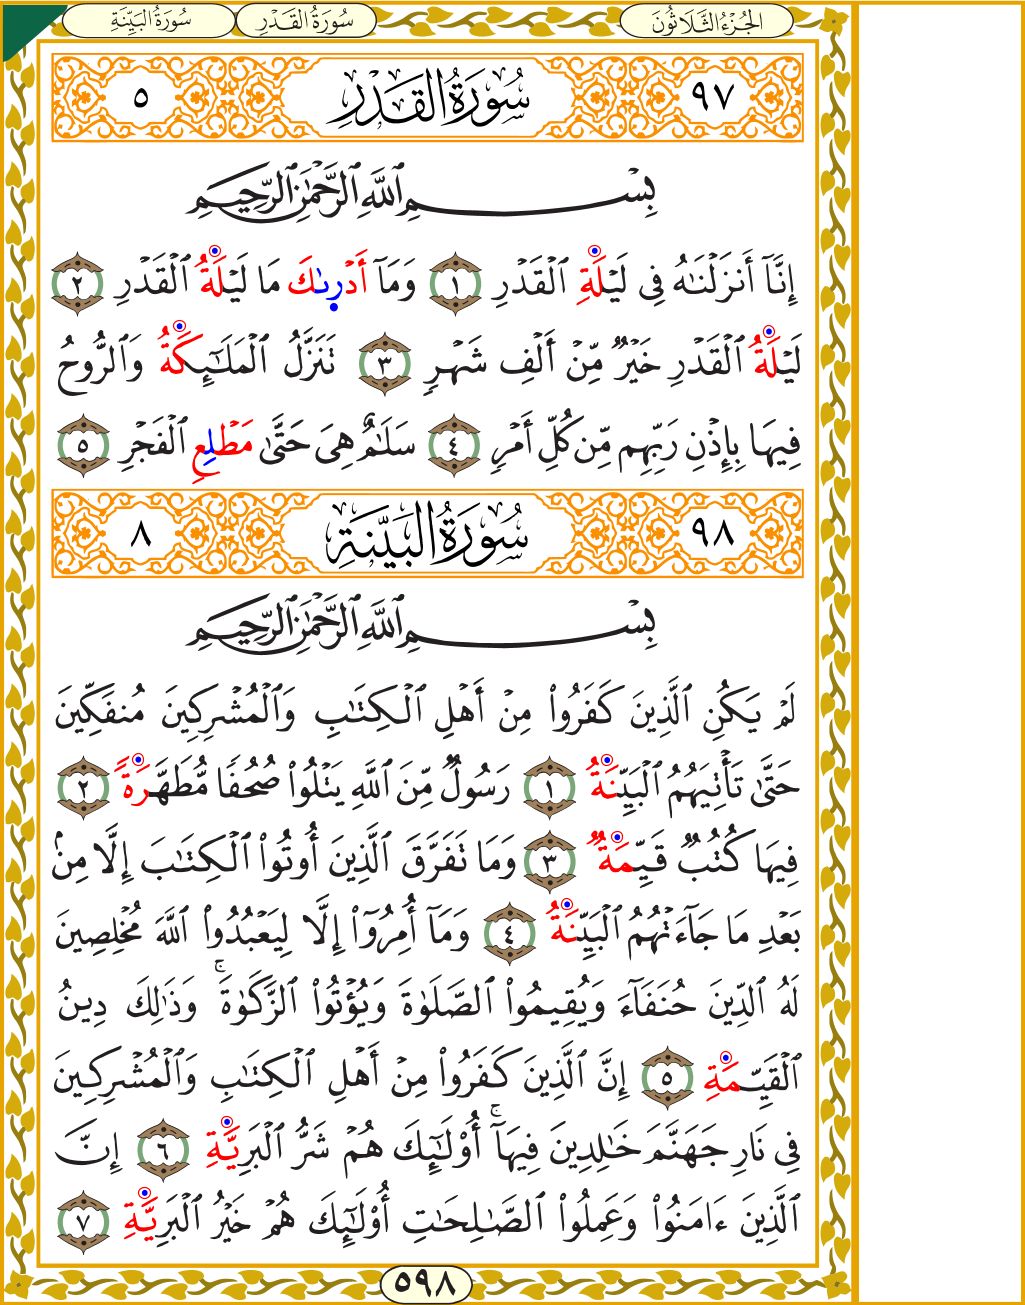 الجُزْءُ الثَّلَاثُونَ سُورَةُ القَدْرِ سُورَةُ البَيِّنَةِ
٩٧ سُورَةُ القَدْرِ ٥
بِسْمِ ٱللَّهِ ٱلرَّحْمَٰنِ ٱلرَّحِيمِ
إِنَّآ أَنزَلْنَٰهُ فِى لَيْلَةِ ٱلْقَدْرِ ١ وَمَآ أَدْرِىٰكَ مَا لَيْلَةُ ٱلْقَدْرِ ٢
لَيْلَةُ ٱلْقَدْرِ خَيْرٌ مِّنْ أَلْفِ شَهْرٍ ٣ تَنَزَّلُ ٱلْمَلَٰٓئِكَةُ وَٱلرُّوحُ
فِيهَا بِإِذْنِ رَبِّهِم مِّن كُلِّ أَمْرٍ ٤ سَلَٰمٌ هِىَ حَتَّىٰ مَطْلِعِ ٱلْفَجْرِ ٥
٩٨ سُورَةُ البَيِّنَةِ ٨
بِسْمِ ٱللَّهِ ٱلرَّحْمَٰنِ ٱلرَّحِيمِ
لَمْ يَكُنِ ٱلَّذِينَ كَفَرُوا۟ مِنْ أَهْلِ ٱلْكِتَٰبِ وَٱلْمُشْرِكِينَ مُنفَكِّينَ
حَتَّىٰ تَأْتِيَهُمُ ٱلْبَيِّنَةُ ١ رَسُولٌ مِّنَ ٱللَّهِ يَتْلُوا۟ صُحُفًا مُّطَهَّرَةً ٢
فِيهَا كُتُبٌ قَيِّمَةٌ ٣ وَمَا تَفَرَّقَ ٱلَّذِينَ أُوتُوا۟ ٱلْكِتَٰبَ إِلَّا مِنۢ
بَعْدِ مَا جَآءَتْهُمُ ٱلْبَيِّنَةُ ٤ وَمَآ أُمِرُوٓا۟ إِلَّا لِيَعْبُدُوا۟ ٱللَّهَ مُخْلِصِينَ
لَهُ ٱلدِّينَ حُنَفَآءَ وَيُقِيمُوا۟ ٱلصَّلَوٰةَ وَيُؤْتُوا۟ ٱلزَّكَوٰةَ ۚ وَذَٰلِكَ دِينُ
ٱلْقَيِّمَةِ ٥ إِنَّ ٱلَّذِينَ كَفَرُوا۟ مِنْ أَهْلِ ٱلْكِتَٰبِ وَٱلْمُشْرِكِينَ
فِى نَارِ جَهَنَّمَ خَٰلِدِينَ فِيهَآ ۚ أُو۟لَٰٓئِكَ هُمْ شَرُّ ٱلْبَرِيَّةِ ٦ إِنَّ
ٱلَّذِينَ ءَامَنُوا۟ وَعَمِلُوا۟ ٱلصَّٰلِحَٰتِ أُو۟لَٰٓئِكَ هُمْ خَيْرُ ٱلْبَرِيَّةِ ٧
٥٩٨